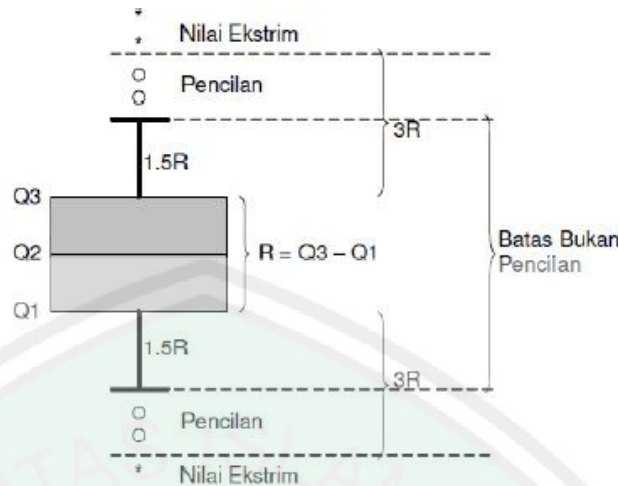 *
* Nilai Ekstrim
O
O Pencilan
3R
1.5R
Q3
Q2
R = Q3 – Q1
Batas Bukan
Pencilan
Q1
1.5R
3R
O
O Pencilan
* Nilai Ekstrim